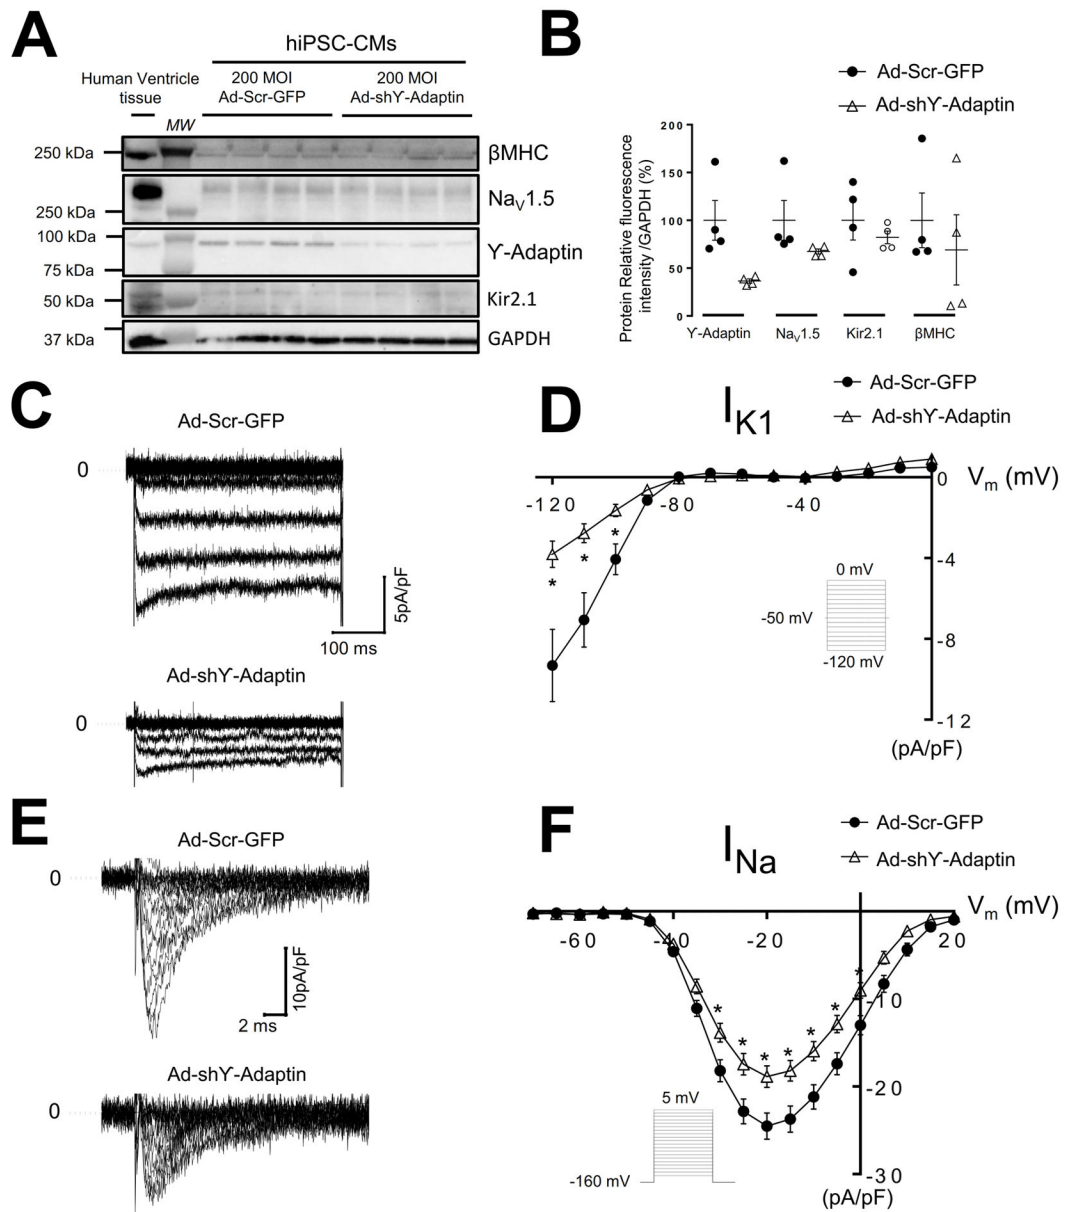 A
hiPSC-CMs
Human Ventricle
tissue
200 MOI
Ad-Scr-GFP
200 MOI
Ad-shϒ-Adaptin
MW
250 kDa
βMHC
NaV1.5
250 kDa
100 kDa
ϒ-Adaptin
75 kDa
50 kDa
Kir2.1
37 kDa
GAPDH
B
Ad-Scr-GFP
Ad-shϒ-Adaptin
Protein Relative fluorescence
intensity /GAPDH (%)
200
150
100
50
0
ϒ-Adaptin
NaV1.5
Kir2.1
βMHC
C
Ad-Scr-GFP
0
5pA/pF
100 ms
Ad-shϒ-Adaptin
0
D
IK1
Ad-Scr-GFP
Ad-shϒ-Adaptin
0
Vm (mV)
-120
-80
-40
*
*
*
-4
0 mV
-50 mV
-120 mV
-8
-12
(pA/pF)
E
Ad-Scr-GFP
0
10pA/pF
2 ms
Ad-shϒ-Adaptin
0
F
INa
Ad-Scr-GFP
Ad-shϒ-Adaptin
Vm (mV)
-60
-40
-20
20
*
*
*
*
*
*
*
-10
-20
5 mV
-160 mV
-30
(pA/pF)